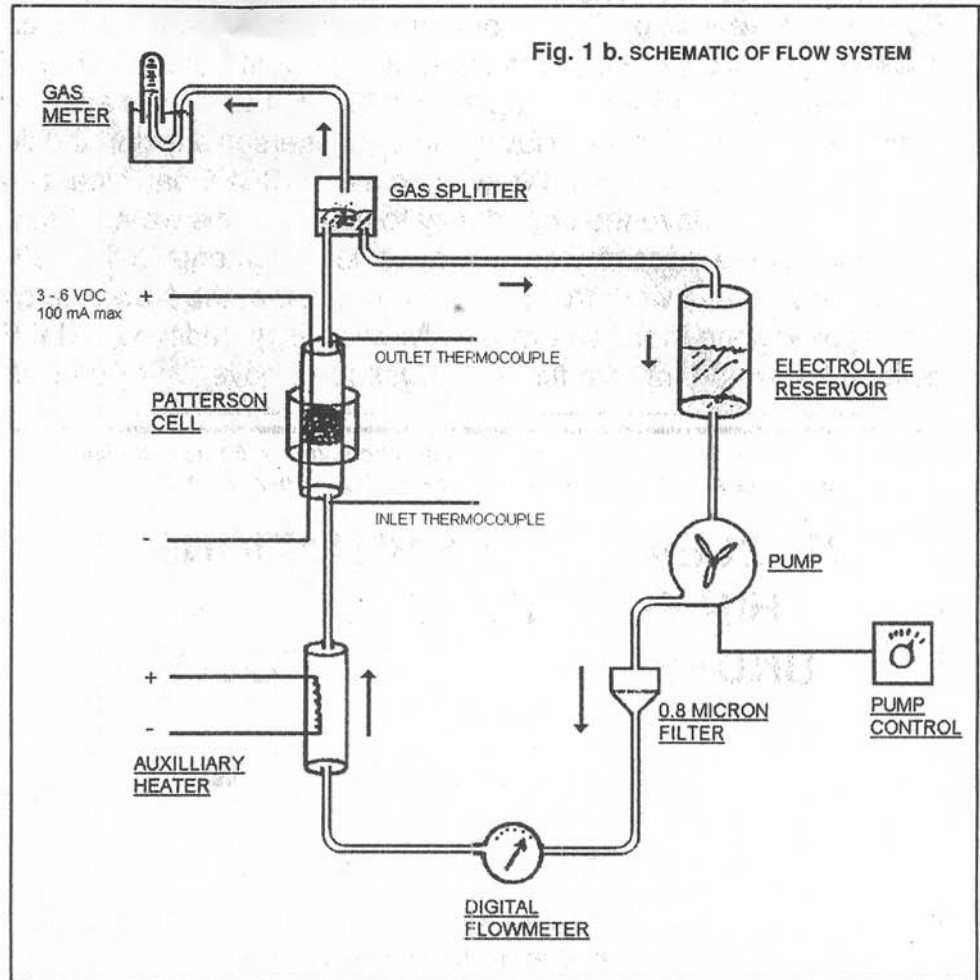 Fig. 1 b. SCHEMATIC OF FLOW SYSTEM
GAS
METER
GAS SPLITTER
3 - 6 VDC
100 mA max
+
OUTLET THERMOCOUPLE
ELECTROLYTE
RESERVOIR
PATTERSON
CELL
INLET THERMOCOUPLE
-
PUMP
+
-
0.8 MICRON
FILTER
PUMP
CONTROL
AUXILLIARY
HEATER
DIGITAL
FLOWMETER